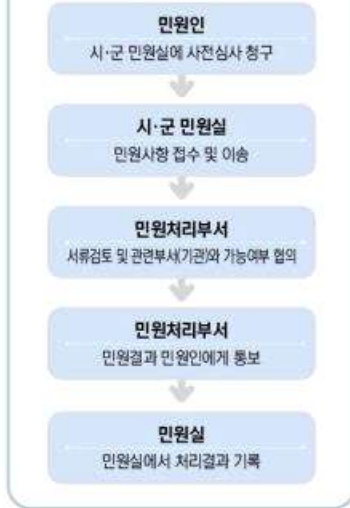 민원인
시·군 민원실에 사전심사 청구
시·군 민원실
민원사항 접수 및 이송
민원처리부서
서류검토 및 관련부서(기관)와 가능여부 협의
민원처리부서
민원결과 민원인에게 통보
민원실
민원실에서 처리결과 기록